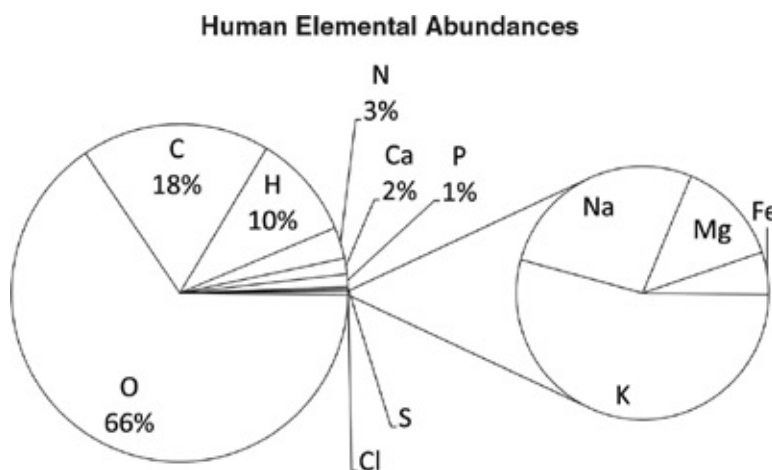 Human Elemental Abundances
N
3%
C
18%
H
10%
Ca
2%
P
1%
O
66%
S
Cl
Na
Mg
Fe
K